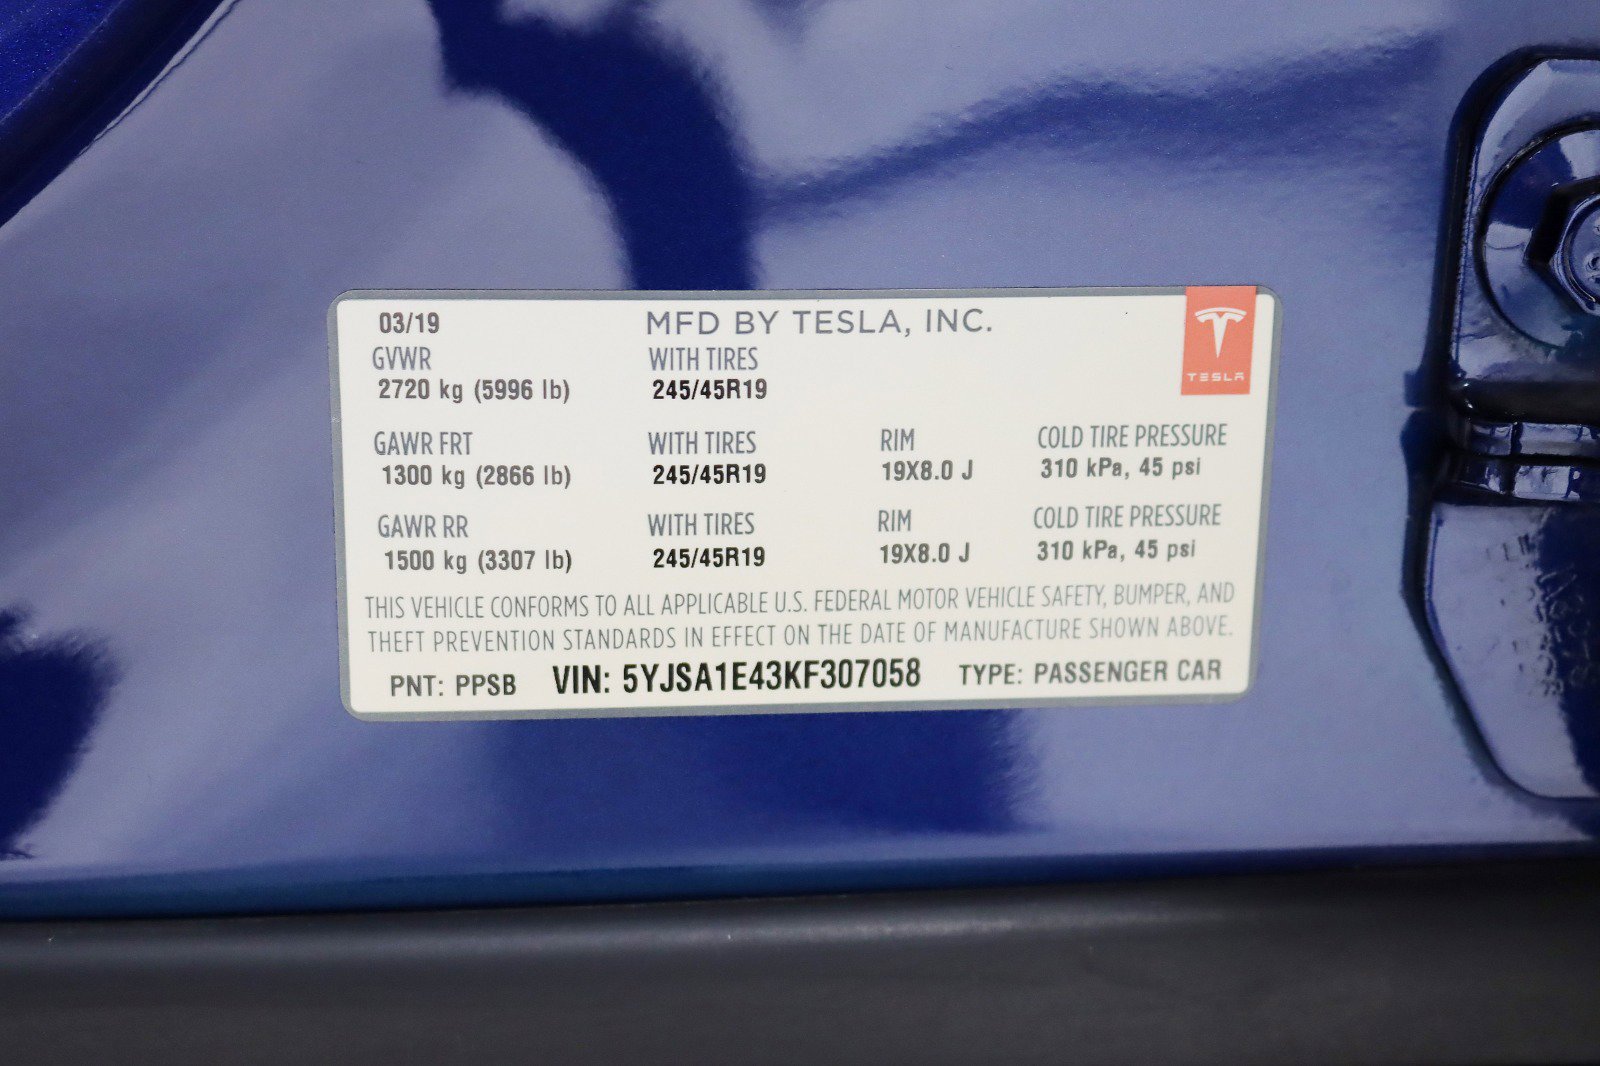 03/19 MFD BY TESLA, INC.
TESLA
GVWR WITH TIRES
2720 kg (5996 lb) 245/45R19
GAWR FRT WITH TIRES RIM COLD TIRE PRESSURE
1300 kg (2866 lb) 245/45R19 19X8.0 J 310 kPa, 45 psi
GAWR RR WITH TIRES RIM COLD TIRE PRESSURE
1500 kg (3307 lb) 245/45R19 19X8.0 J 310 kPa, 45 psi
THIS VEHICLE CONFORMS TO ALL APPLICABLE U.S. FEDERAL MOTOR VEHICLE SAFETY, BUMPER, AND
THEFT PREVENTION STANDARDS IN EFFECT ON THE DATE OF MANUFACTURE SHOWN ABOVE.
PNT: PPSB VIN: 5YJSA1E43KF307058 TYPE: PASSENGER CAR